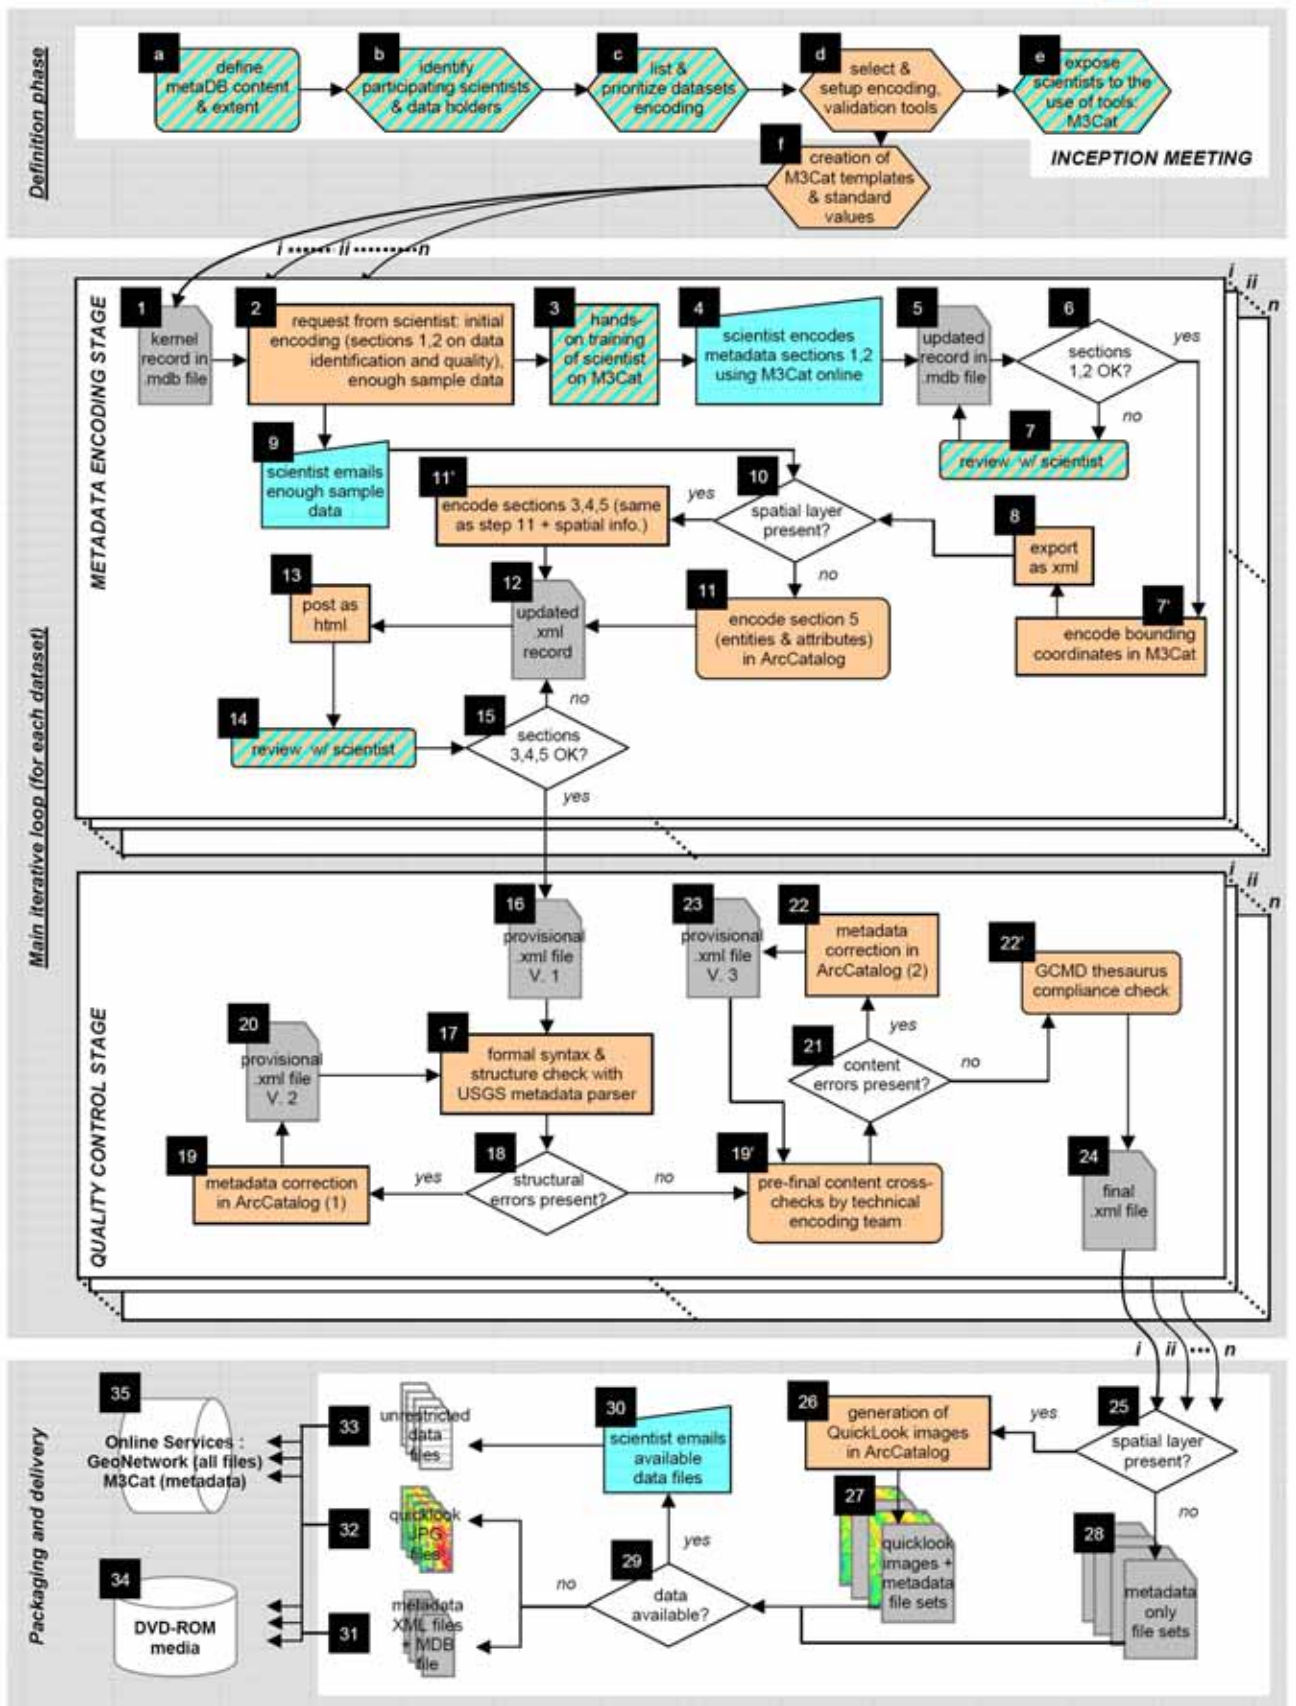 Definition phase
a
define
metaDB content
& extent
b
identify
participating scientists
& data holders
c
list &
prioritize datasets
encoding
d
select &
setup encoding,
validation tools
e
expose
scientists to the
use of tools:
M3Cat
INCEPTION MEETING
f
creation of
M3Cat templates
& standard
values
i ii n
Main iterative loop (for each dataset)
METADATA ENCODING STAGE
i
ii
n
1
kernel
record in
.mdb file
2
request from scientist: initial
encoding (sections 1,2 on data
identification and quality),
enough sample data
3
hands-
on training
of scientist
on M3Cat
4
scientist encodes
metadata sections 1,2
using M3Cat online
5
updated
record in
.mdb file
6
sections
1,2 OK?
yes
no
7
review w/ scientist
9
scientist emails
enough sample
data
11'
encode sections 3,4,5 (same
as step 11 + spatial info.)
yes
10
spatial layer
present?
no
8
export
as xml
7'
encode bounding
coordinates in M3Cat
13
post as
html
12
updated
.xml
record
11
encode section 5
(entities & attributes)
in ArcCatalog
14
review w/ scientist
15
sections
3,4,5 OK?
no
yes
QUALITY CONTROL STAGE
i
ii
n
16
provisional
.xml file
V. 1
23
provisional
.xml file
V. 3
22
metadata
correction in
ArcCatalog (2)
22'
GCMD thesaurus
compliance check
20
provisional
.xml file
V. 2
17
formal syntax &
structure check with
USGS metadata parser
21
content
errors present?
yes
no
19
metadata correction
in ArcCatalog (1)
yes
18
structural
errors present?
no
19'
pre-final content cross-
checks by technical
encoding team
24
final
.xml file
i ii ••• n
Packaging and delivery
35
Online Services :
GeoNetwork (all files)
M3Cat (metadata)
33
unrestricted
data
files
30
scientist emails
available
data files
26
generation of
QuickLook images
in ArcCatalog
yes
25
spatial layer
present?
no
32
quicklook
JPG
files
27
quicklook
images +
metadata
file sets
28
metadata
only
file sets
34
DVD-ROM
media
31
metadata
XML files
+ MDB
file
no
29
data
available?
yes